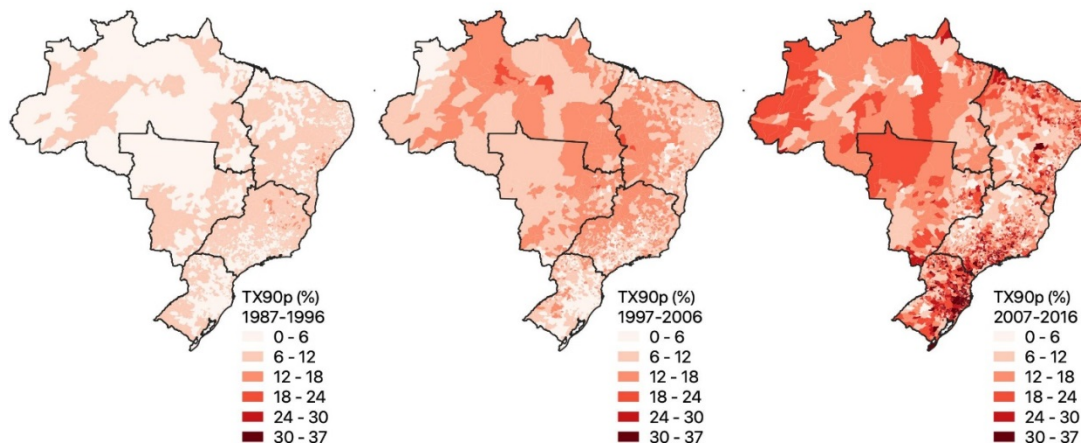 TX90p (%)
1987-1996
0 - 6
6 - 12
12 - 18
18 - 24
24 - 30
30 - 37
TX90p (%)
1997-2006
0 - 6
6 - 12
12 - 18
18 - 24
24 - 30
30 - 37
TX90p (%)
2007-2016
0 - 6
6 - 12
12 - 18
18 - 24
24 - 30
30 - 37